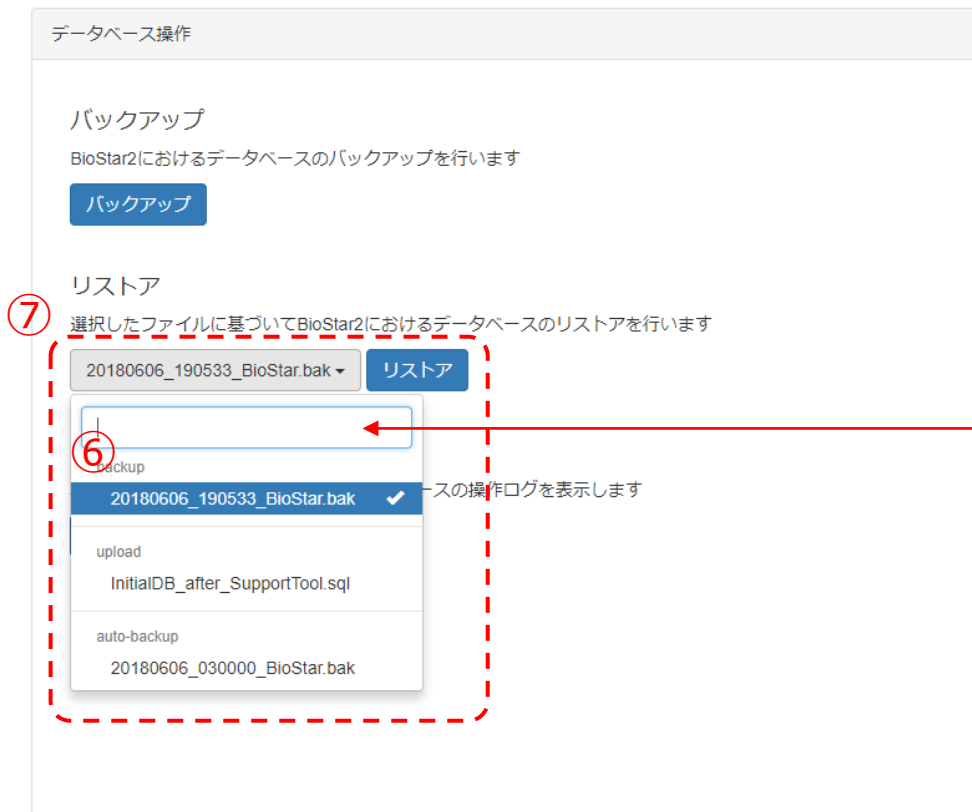 データベース操作
バックアップ
BioStar2におけるデータベースのバックアップを行います
バックアップ
リストア
⑦
選択したファイルに基づいてBioStar2におけるデータベースのリストアを行います
20180606_190533_BioStar.bak
リストア
⑥
backup
20180606_190533_BioStar.bak
ースの操作ログを表示します
upload
InitialDB_after_SupportTool.sql
auto-backup
20180606_030000_BioStar.bak